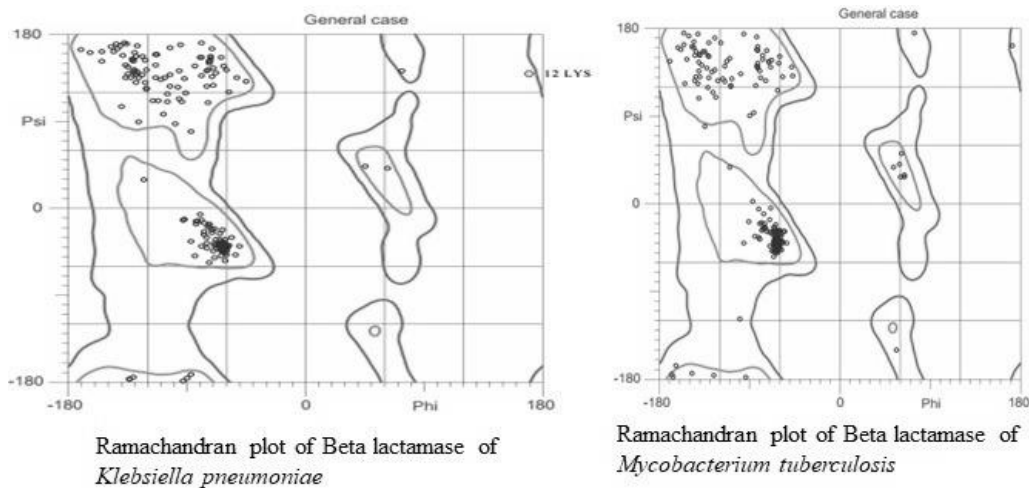 General case
180
Psi
0
-180
-180
0
Phi
180
12 LYS
Ramachandran plot of Beta lactamase of
Klebsiella pneumoniae
General case
180
Psi
0
-180
-180
0
Phi
180
Ramachandran plot of Beta lactamase of
Mycobacterium tuberculosis